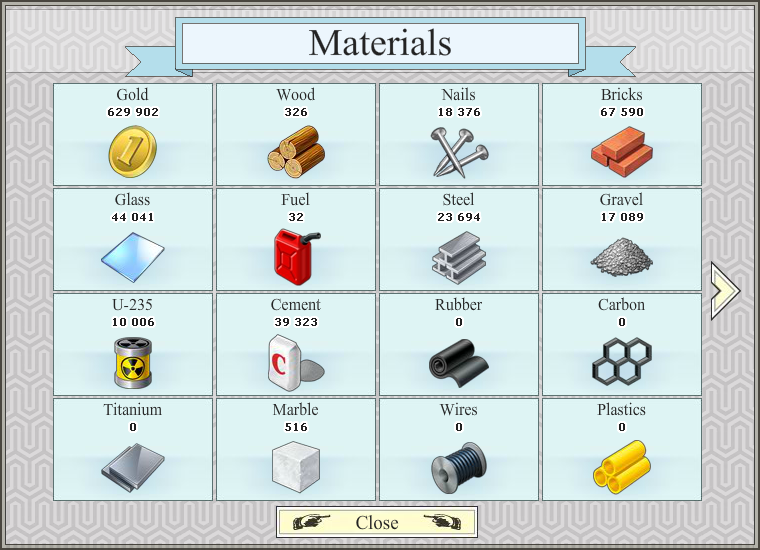 Materials
Gold
629 902
Wood
326
Nails
18 376
Bricks
67 590
Glass
44 041
Fuel
32
Steel
23 694
Gravel
17 089
U-235
10 006
Cement
39 323
C
Rubber
0
Carbon
0
Titanium
0
Marble
516
Wires
0
Plastics
0
Close